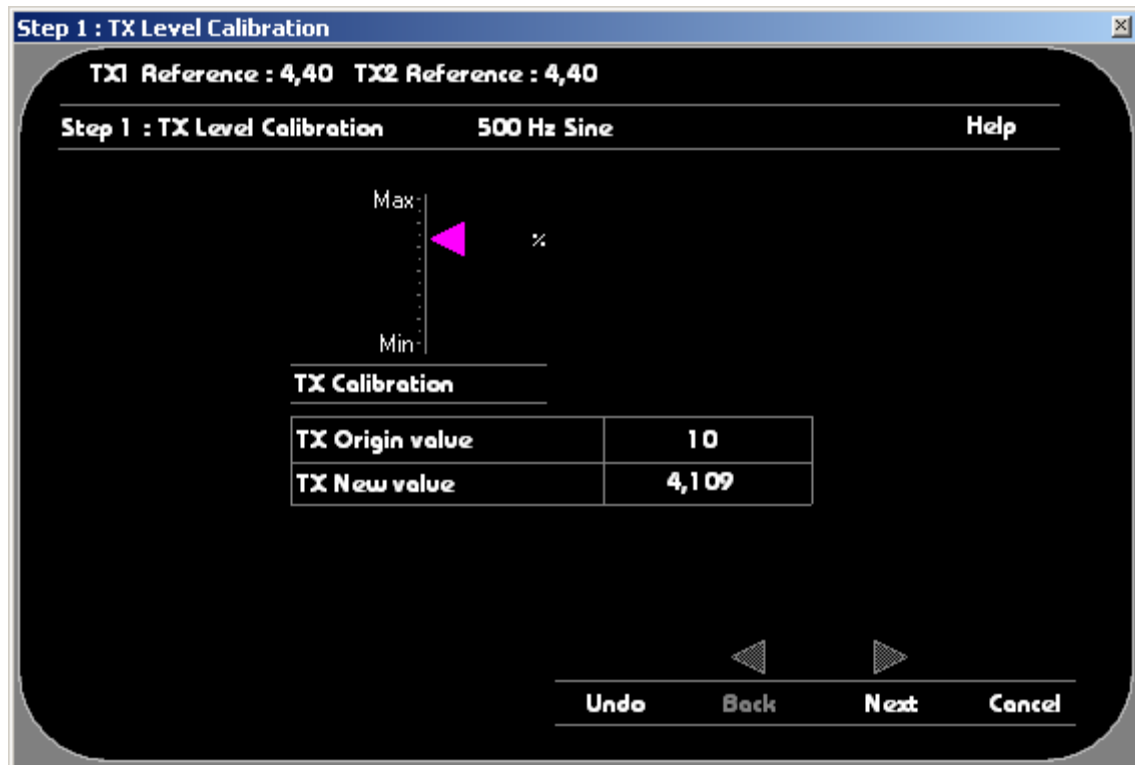 Step 1 : TX Level Calibration
TX1 Reference : 4,40 TX2 Reference : 4,40
Step 1 : TX Level Calibration 500 Hz Sine Help
Max
%
Min
TX Calibration
TX Origin value 10
TX New value 4,109
Undo Back Next Cancel